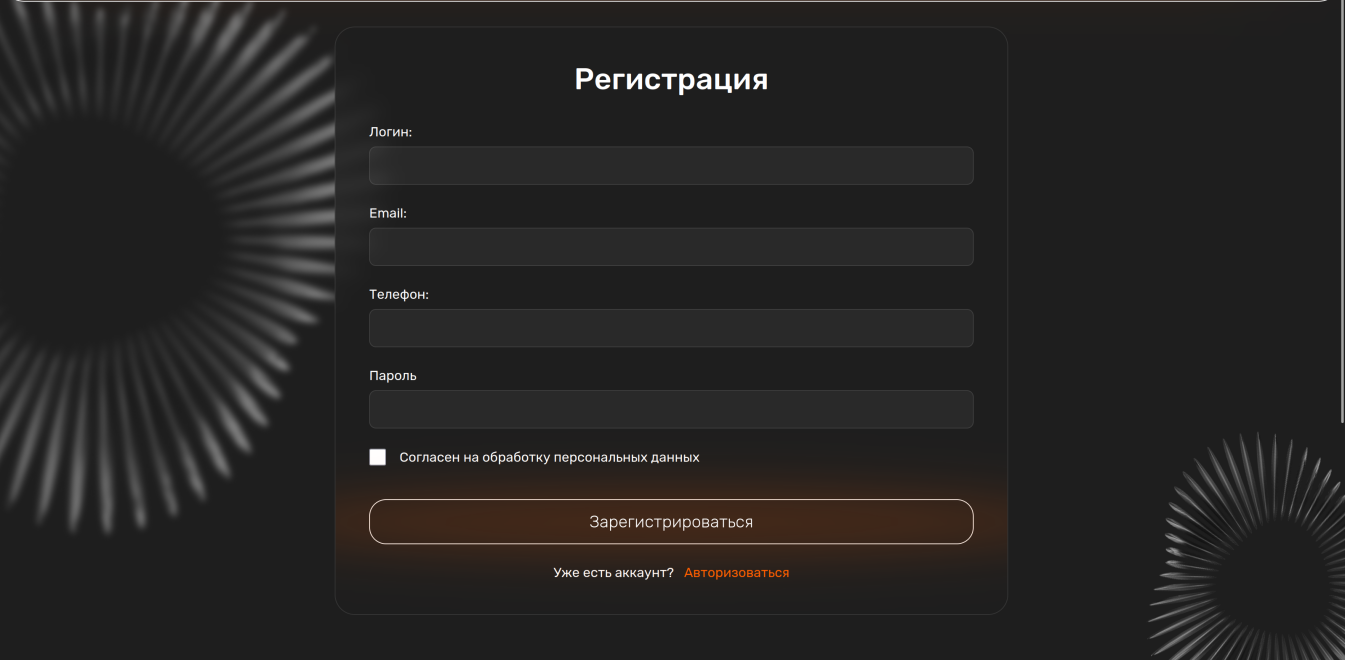 Регистрация
Логин:
Email:
Телефон:
Пароль
Согласен на обработку персональных данных
Зарегистрироваться
Уже есть аккаунт? Авторизоваться